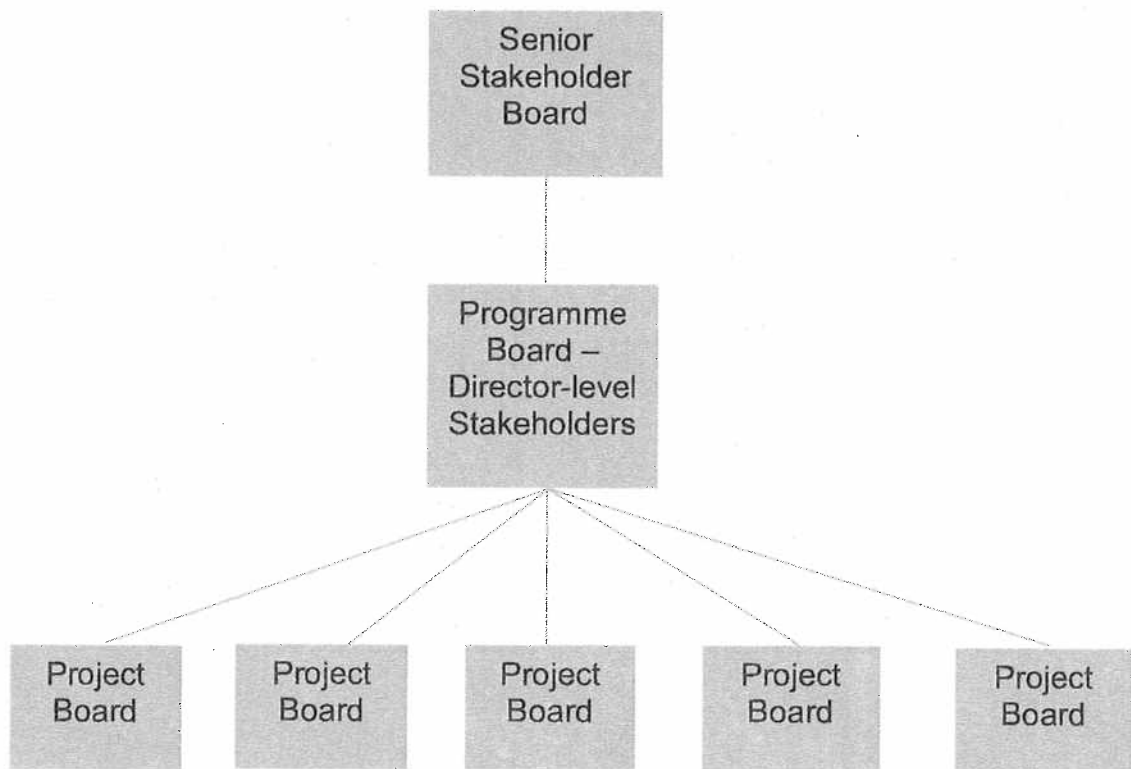 Senior
Stakeholder
Board
Programme
Board –
Director-level
Stakeholders
Project
Board
Project
Board
Project
Board
Project
Board
Project
Board